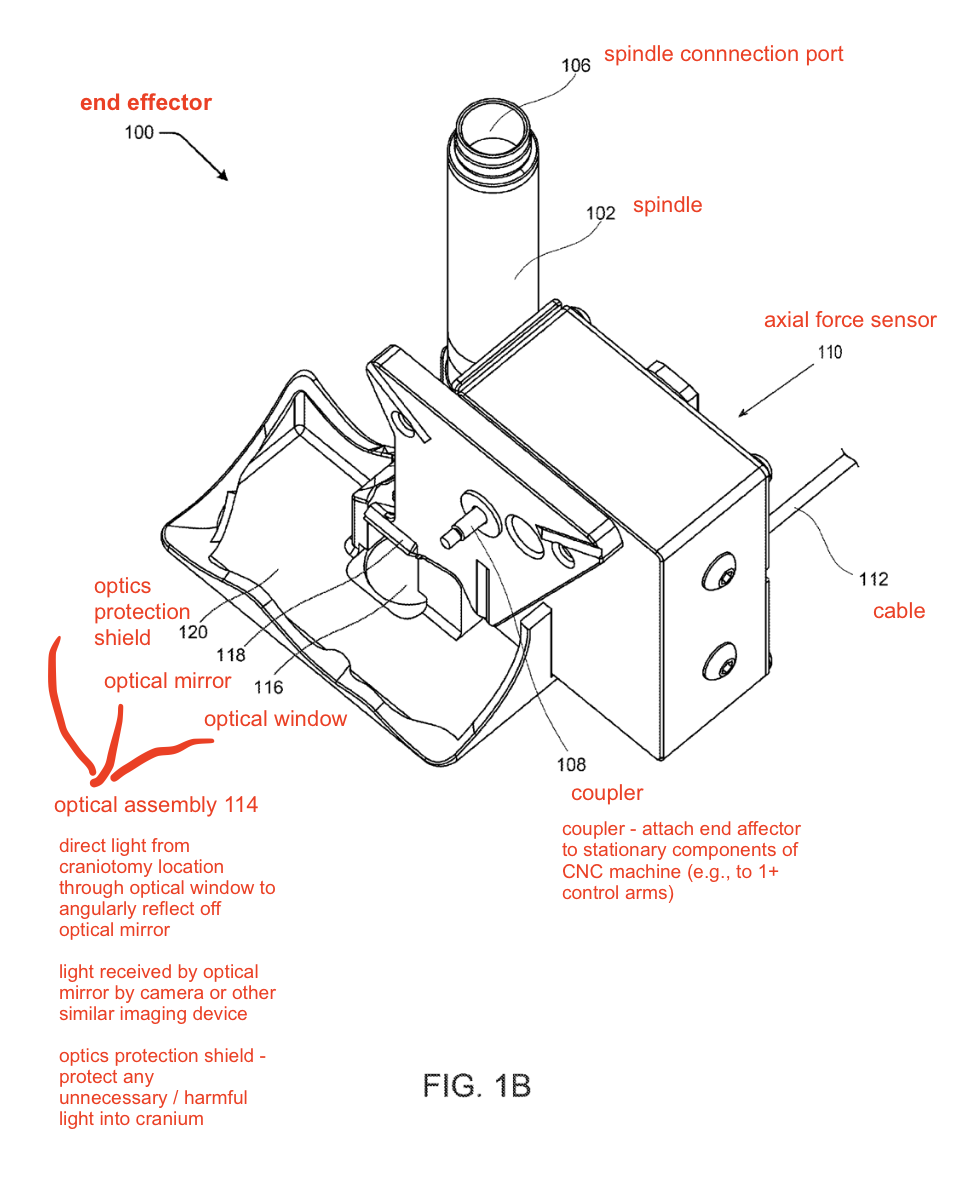 spindle connnection port
106
end effector
100
102
spindle
axial force sensor
110
112
cable
optics
protection
shield
120
118
optical mirror
116
optical window
108
coupler
optical assembly 114
coupler - attach end affector
to stationary components of
CNC machine (e.g., to 1+
control arms)
direct light from
craniotomy location
through optical window to
angularly reflect off
optical mirror
light received by optical
mirror by camera or other
similar imaging device
optics protection shield -
protect any
unnecessary / harmful
light into cranium
FIG. 1B